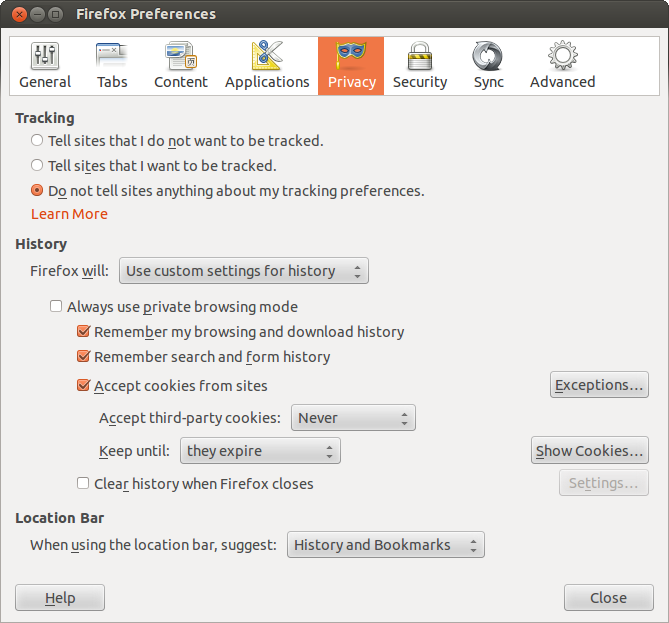 Firefox Preferences
General Tabs Content Applications Privacy Security Sync Advanced
Tracking
Tell sites that I do not want to be tracked.
Tell sites that I want to be tracked.
Do not tell sites anything about my tracking preferences.
Learn More
History
Firefox will: Use custom settings for history
Always use private browsing mode
Remember my browsing and download history
Remember search and form history
Accept cookies from sites Exceptions...
Accept third-party cookies: Never
Keep until: they expire Show Cookies...
Clear history when Firefox closes Settings...
Location Bar
When using the location bar, suggest: History and Bookmarks
Help Close